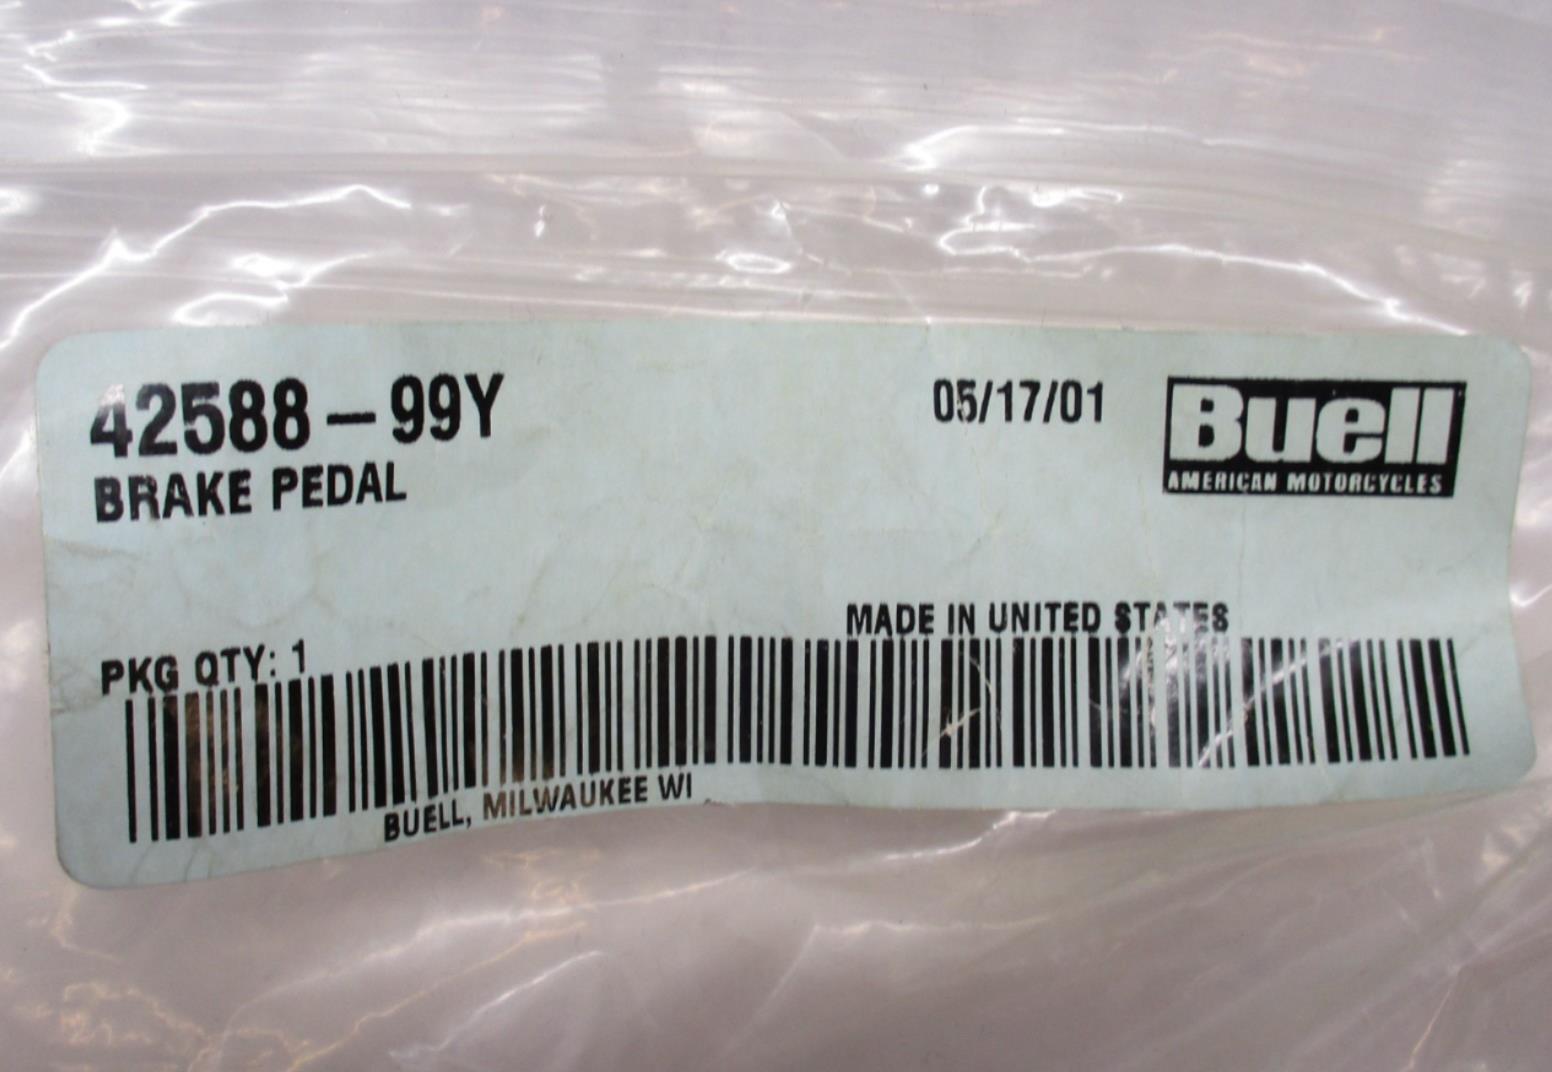 42588-99Y
BRAKE PEDAL
05/17/01
Buell
AMERICAN MOTORCYCLES
MADE IN UNITED STATES
PKG QTY: 1
BUELL, MILWAUKEE WI